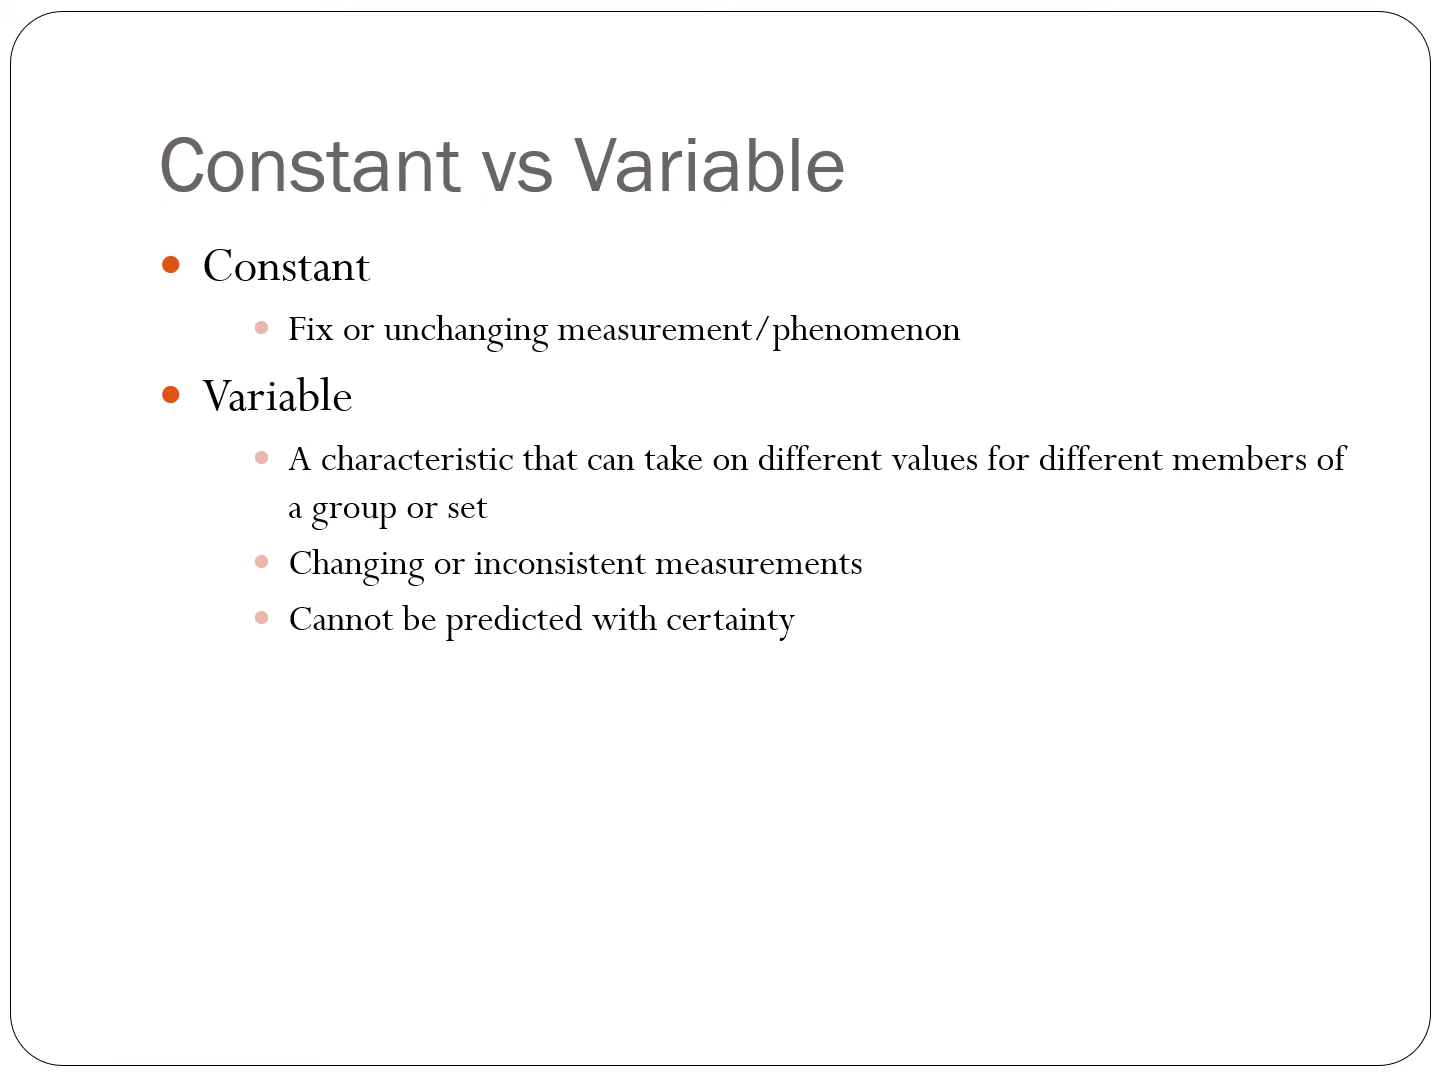 Constant vs Variable
Constant
Fix or unchanging measurement/phenomenon
Variable
A characteristic that can take on different values for different members of
a group or set
Changing or inconsistent measurements
Cannot be predicted with certainty